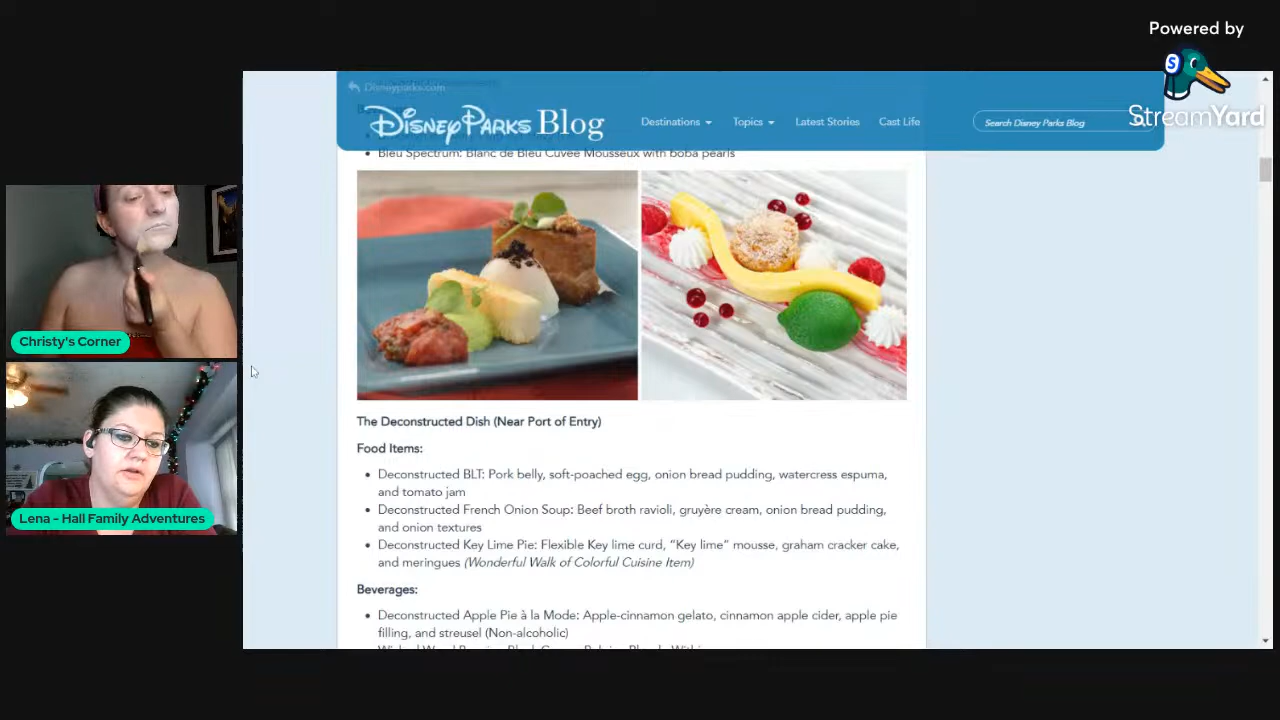 Powered by
StreamYard
S
Disneyparks.com
DISNEY PARKS Blog
Destinations
Topics
Latest Stories
Cast Life
Search Disney Parks Blog
Bleu Spectrum: Blanc de Bleu Cuvée Mousseux with boba pearls
Christy's Corner
Lena - Hall Family Adventures
The Deconstructed Dish (Near Port of Entry)
Food Items:
Deconstructed BLT: Pork belly, soft-poached egg, onion bread pudding, watercress espuma,
and tomato jam
Deconstructed French Onion Soup: Beef broth ravioli, gruyère cream, onion bread pudding,
and onion textures
Deconstructed Key Lime Pie: Flexible Key lime curd, “Key lime” mousse, graham cracker cake,
and meringues (Wonderful Walk of Colorful Cuisine Item)
Beverages:
Deconstructed Apple Pie à la Mode: Apple-cinnamon gelato, cinnamon apple cider, apple pie
filling, and streusel (Non-alcoholic)